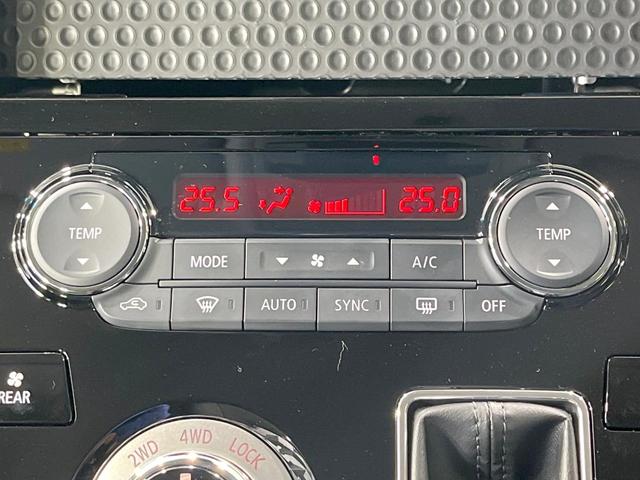 25.5 25.0
TEMP TEMP
MODE A/C
AUTO SYNC OFF
REAR
2WD 4WD LOCK